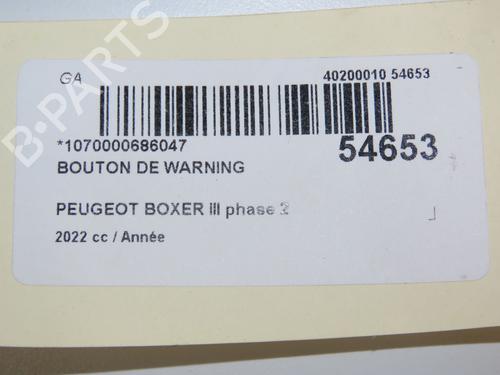 GA
40200010 54653
*1070000686047
54653
BOUTON DE WARNING
PEUGEOT BOXER III phase 2
2022 cc / Année
B-PARTS